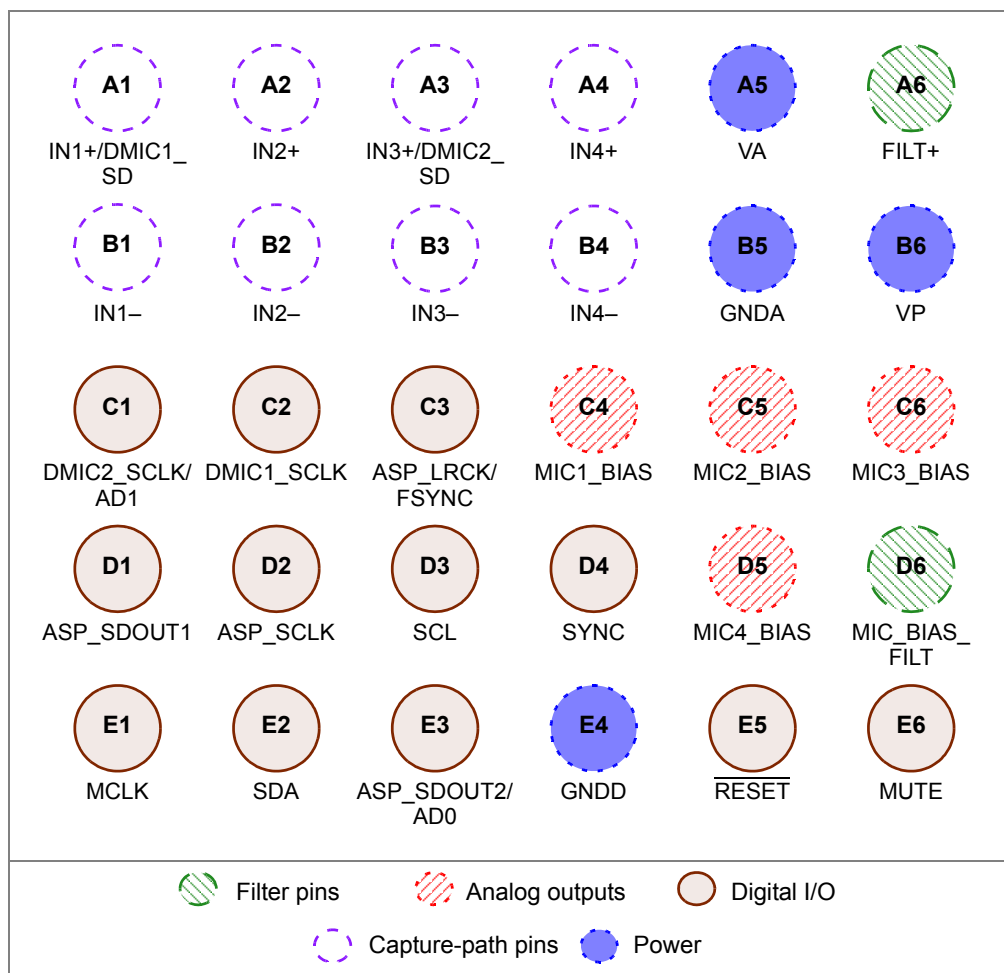 A1 A2 A3 A4 A5 A6
IN1+/DMIC1_ IN2+ IN3+/DMIC2_ IN4+ VA FILT+
SD SD
B1 B2 B3 B4 B5 B6
IN1– IN2– IN3– IN4– GNDA VP
C1 C2 C3 C4 C5 C6
DMIC2_SCLK/ DMIC1_SCLK ASP_LRCK/ MIC1_BIAS MIC2_BIAS MIC3_BIAS
AD1 FSYNC
D1 D2 D3 D4 D5 D6
ASP_SDOUT1 ASP_SCLK SCL SYNC MIC4_BIAS MIC_BIAS_
FILT
E1 E2 E3 E4 E5 E6
MCLK SDA ASP_SDOUT2/ GNDD RESET MUTE
AD0
Filter pins Analog outputs Digital I/O
Capture-path pins Power